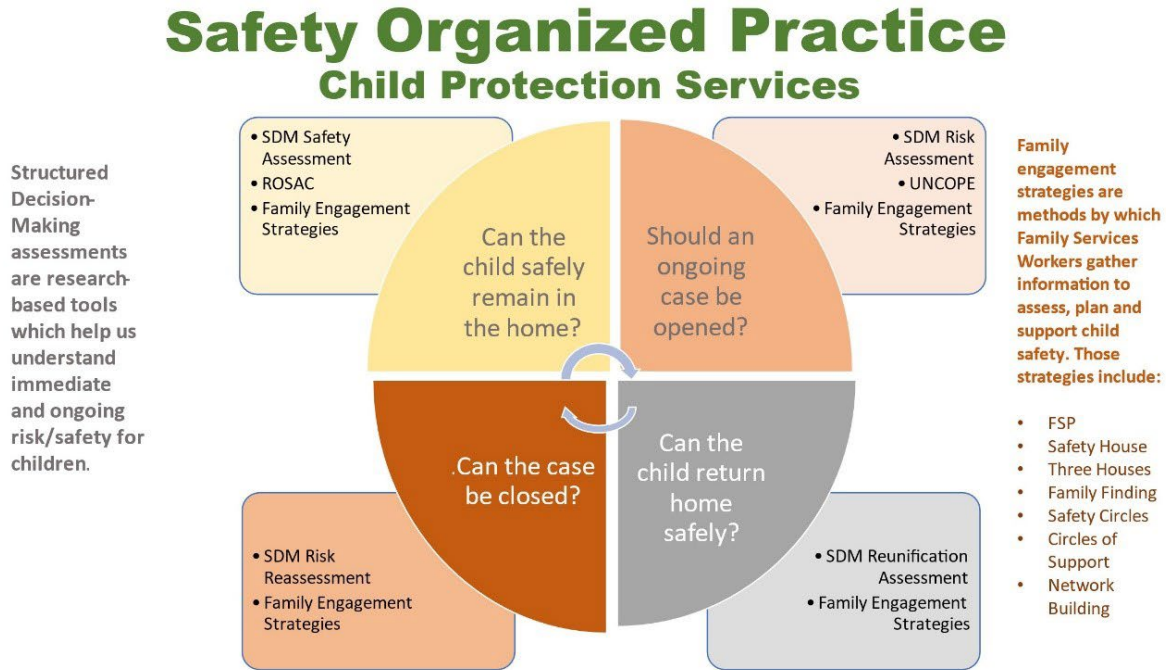 Safety Organized Practice
Child Protection Services
Structured
Decision-
Making
assessments
are research-
based tools
which help us
understand
immediate
and ongoing
risk/safety for
children.
• SDM Safety
Assessment
• ROSAC
• Family Engagement
Strategies
Can the
child safely
remain in
the home?
Should an
ongoing
case be
opened?
• SDM Risk
Assessment
• UNCOPE
• Family Engagement
Strategies
.Can the case
be closed?
Can the
child return
home
safely?
• SDM Risk
Reassessment
• Family Engagement
Strategies
• SDM Reunification
Assessment
• Family Engagement
Strategies
Family
engagement
strategies are
methods by which
Family Services
Workers gather
information to
assess, plan and
support child
safety. Those
strategies include:
• FSP
• Safety House
• Three Houses
• Family Finding
• Safety Circles
• Circles of
Support
• Network
Building